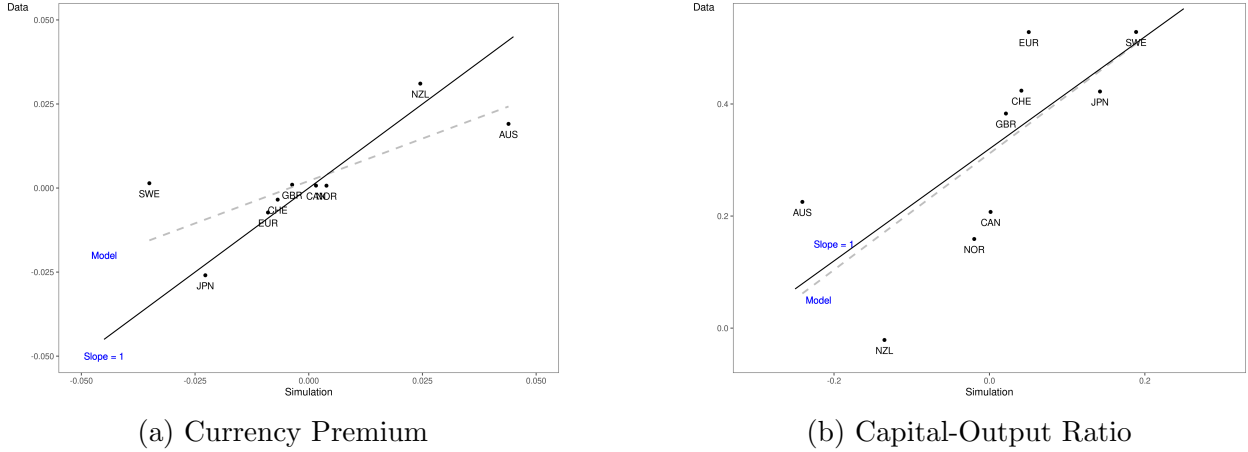 Data
0.050
0.025
0.000
-0.025
-0.050
NZL
AUS
SWE
GBR
CAN
NOR
CHE
EUR
JPN
Model
Slope = 1
-0.050
-0.025
0.000
0.025
0.050
Simulation
(a) Currency Premium
Data
0.4
0.2
0.0
EUR
SWE
CHE
JPN
GBR
AUS
CAN
Slope = 1
NOR
Model
NZL
-0.2
0.0
0.2
Simulation
(b) Capital-Output Ratio